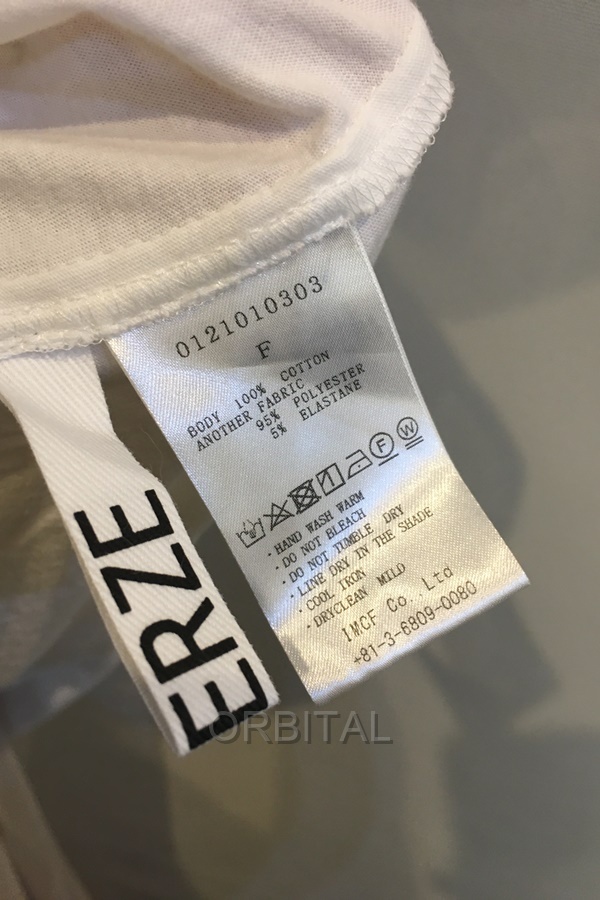 0121010303
F
BODY 100% COTTON
ANOTHER FABRIC
95% POLYESTER
5% ELASTANE
F W
· HAND WASH WARM
· DO NOT BLEACH
· DO NOT TUMBLE DRY
· LINE DRY IN THE SHADE
· COOL IRON
· DRYCLEAN MILD
IMCF Co., Ltd
+81-3-6809-0080
ERZE
ORBITAL